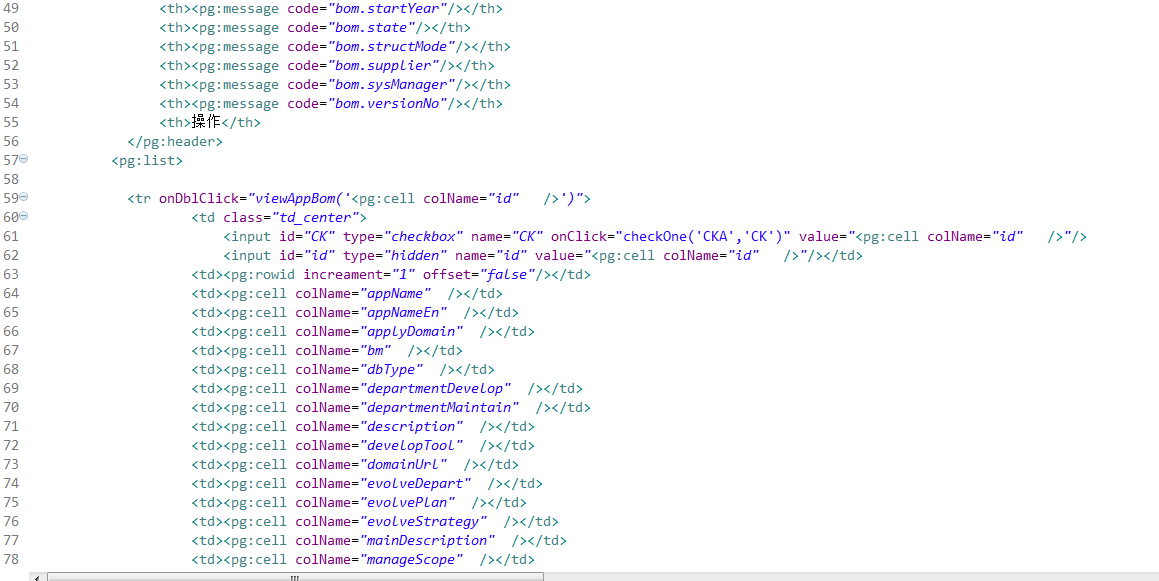 49 <th><pg:message code="bom.startYear"/></th>
50 <th><pg:message code="bom.state"/></th>
51 <th><pg:message code="bom.structMode"/></th>
52 <th><pg:message code="bom.supplier"/></th>
53 <th><pg:message code="bom.sysManager"/></th>
54 <th><pg:message code="bom.versionNo"/></th>
55 <th>操作</th>
56 </pg:header>
57 <pg:list>
58
59 <tr onDblClick="viewAppBom('<pg:cell colName="id" />')">
60 <td class="td_center">
61 <input id="CK" type="checkbox" name="CK" onClick="checkOne('CKA','CK')" value="<pg:cell colName="id" />"/>
62 <input id="id" type="hidden" name="id" value="<pg:cell colName="id" />"/></td>
63 <td><pg:rowid increament="1" offset="false"/></td>
64 <td><pg:cell colName="appName" /></td>
65 <td><pg:cell colName="appNameEn" /></td>
66 <td><pg:cell colName="applyDomain" /></td>
67 <td><pg:cell colName="bm" /></td>
68 <td><pg:cell colName="dbType" /></td>
69 <td><pg:cell colName="departmentDevelop" /></td>
70 <td><pg:cell colName="departmentMaintain" /></td>
71 <td><pg:cell colName="description" /></td>
72 <td><pg:cell colName="developTool" /></td>
73 <td><pg:cell colName="domainUrl" /></td>
74 <td><pg:cell colName="evolveDepart" /></td>
75 <td><pg:cell colName="evolvePlan" /></td>
76 <td><pg:cell colName="evolveStrategy" /></td>
77 <td><pg:cell colName="mainDescription" /></td>
78 <td><pg:cell colName="manageScope" /></td>